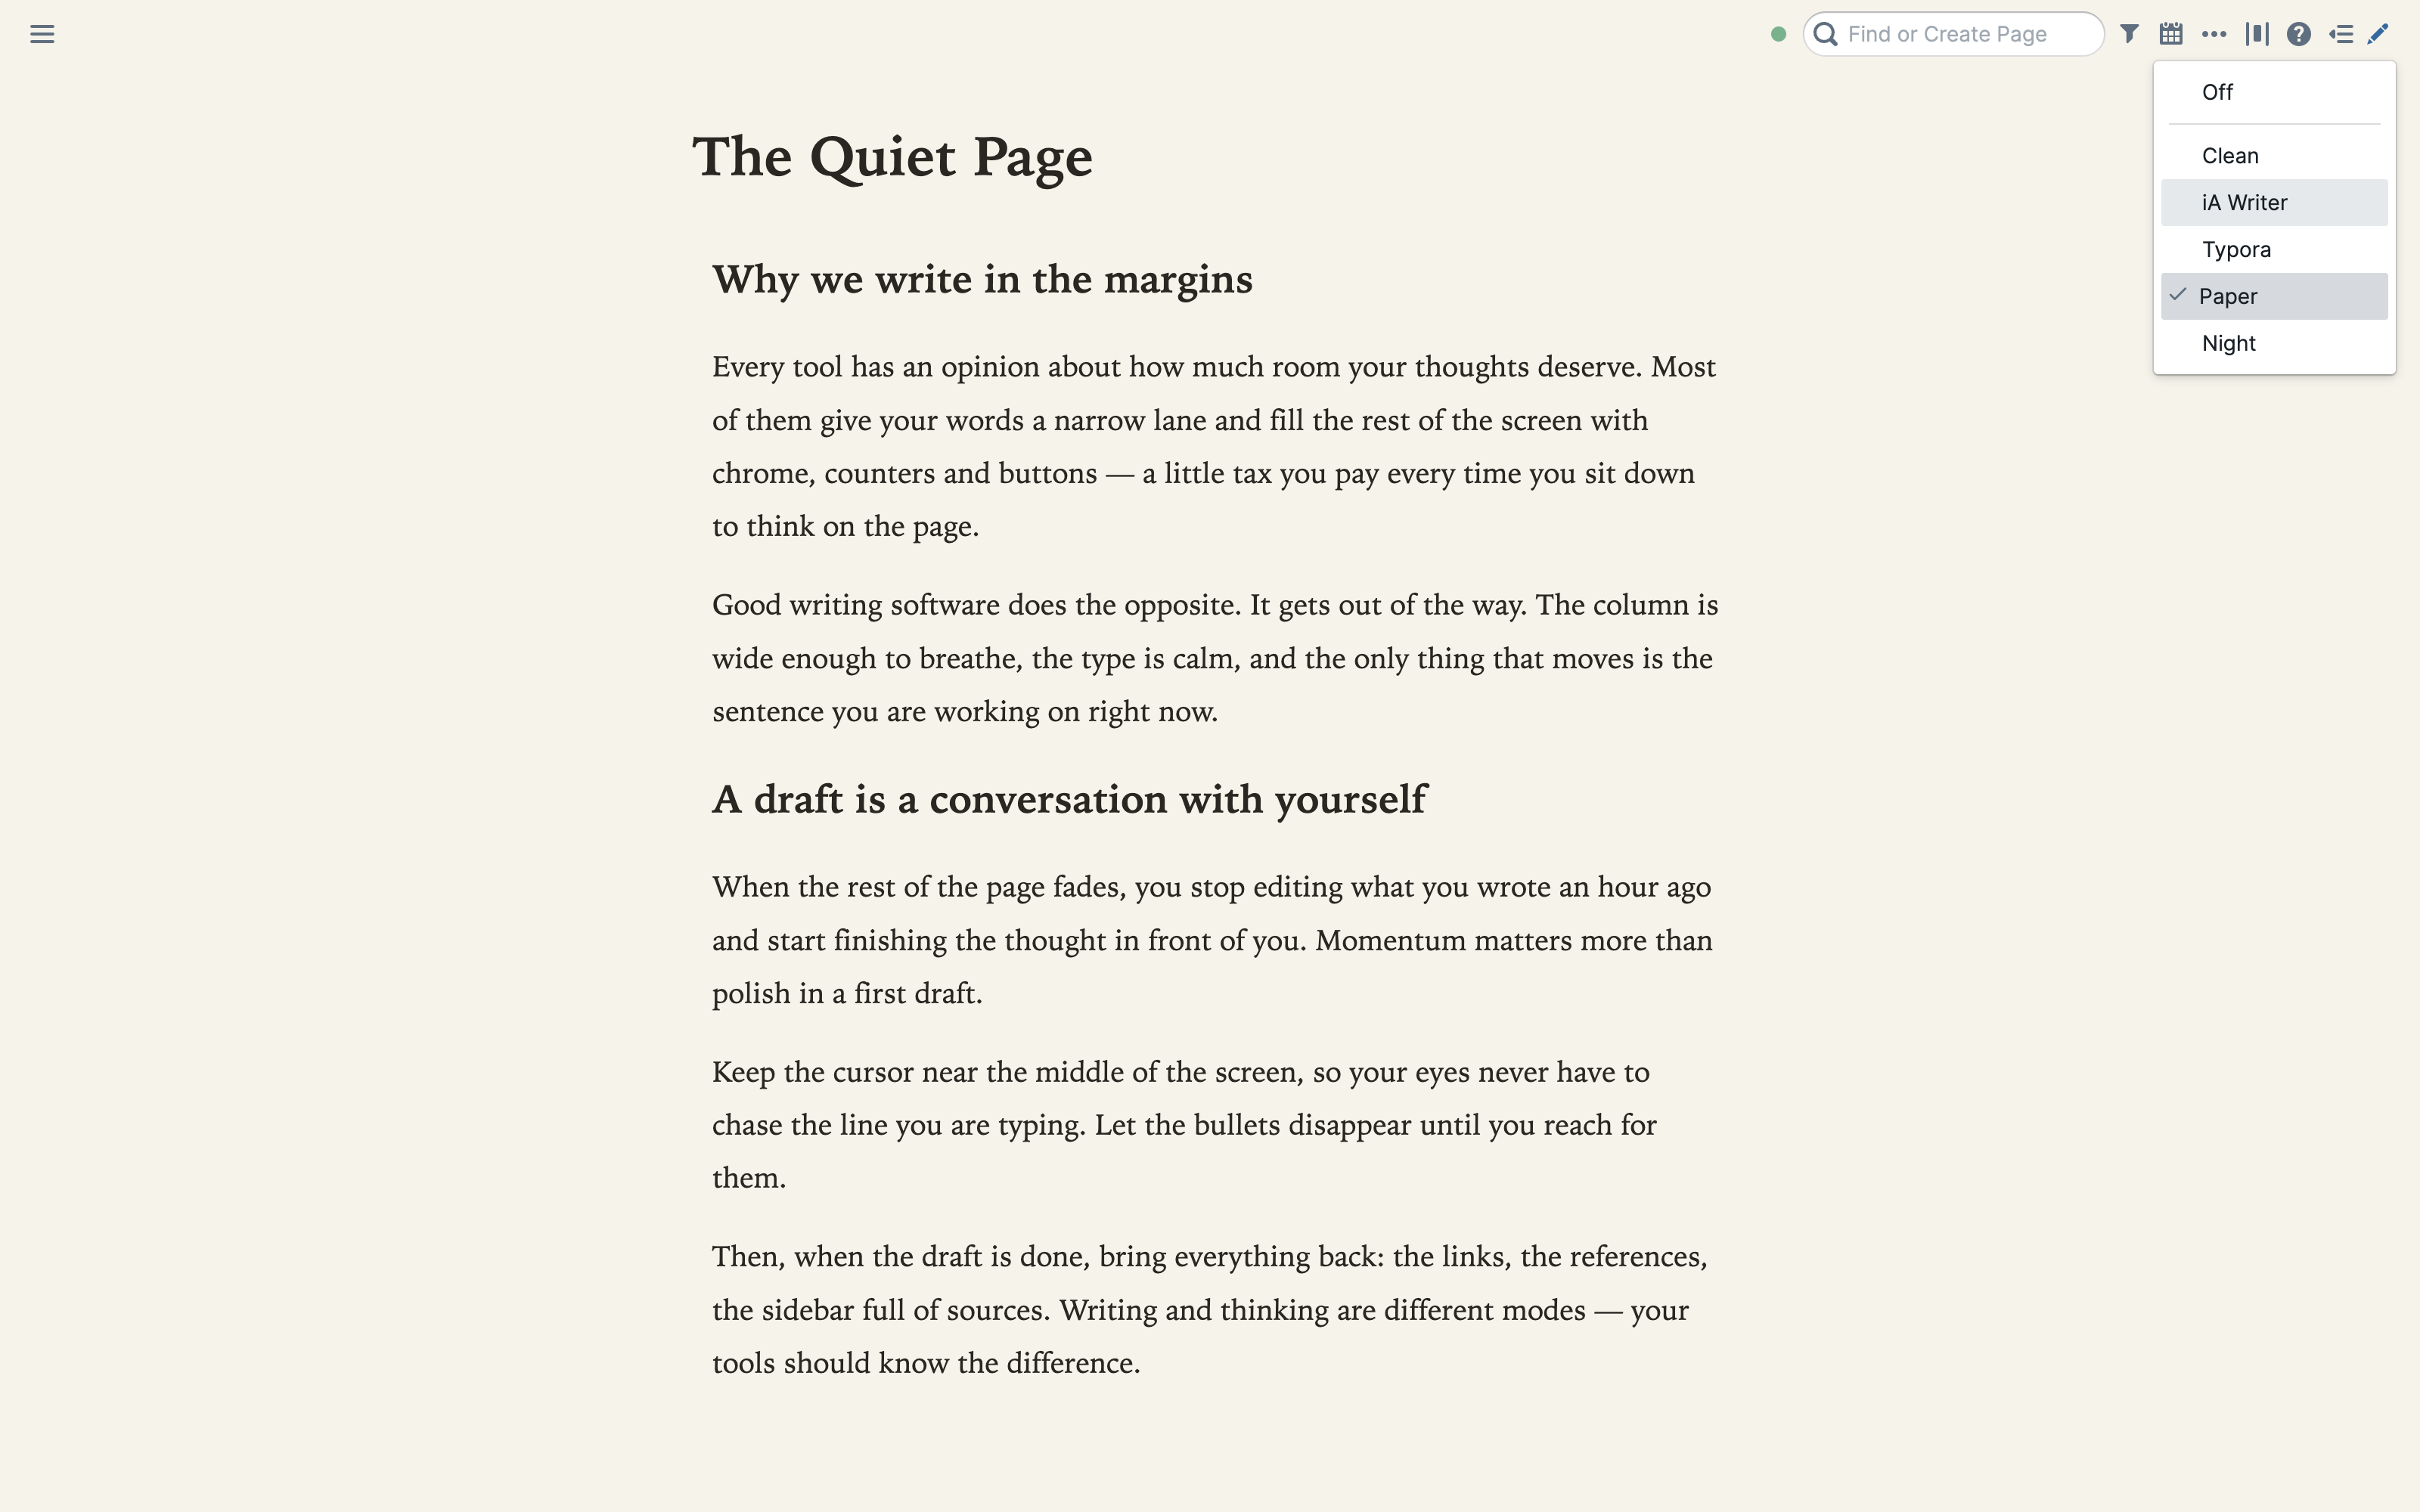 Find or Create Page
Off
Clean
iA Writer
Typora
Paper
Night
The Quiet Page
Why we write in the margins
Every tool has an opinion about how much room your thoughts deserve. Most
of them give your words a narrow lane and fill the rest of the screen with
chrome, counters and buttons — a little tax you pay every time you sit down
to think on the page.
Good writing software does the opposite. It gets out of the way. The column is
wide enough to breathe, the type is calm, and the only thing that moves is the
sentence you are working on right now.
A draft is a conversation with yourself
When the rest of the page fades, you stop editing what you wrote an hour ago
and start finishing the thought in front of you. Momentum matters more than
polish in a first draft.
Keep the cursor near the middle of the screen, so your eyes never have to
chase the line you are typing. Let the bullets disappear until you reach for
them.
Then, when the draft is done, bring everything back: the links, the references,
the sidebar full of sources. Writing and thinking are different modes — your
tools should know the difference.